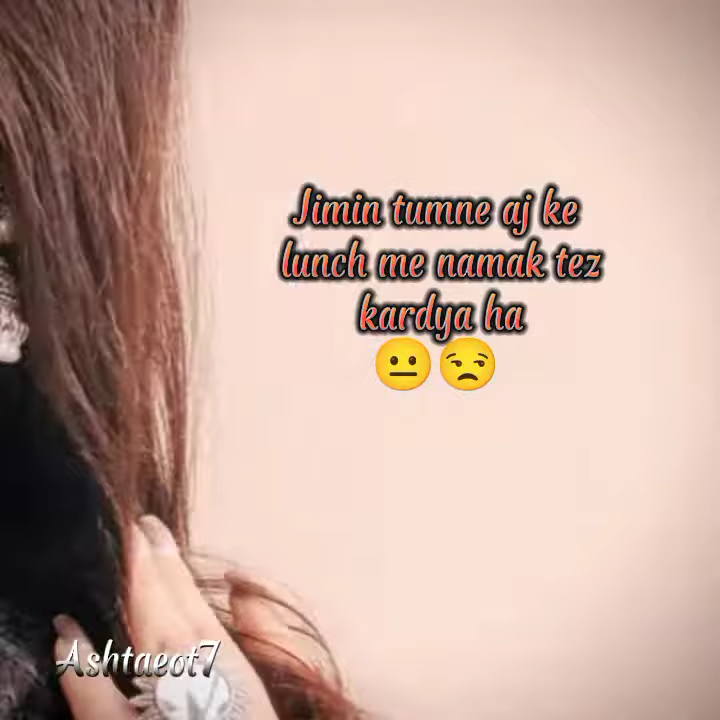 Jimin tumne aj ke
lunch me namak tez
kardya ha
😐😒
Ashtaeot7